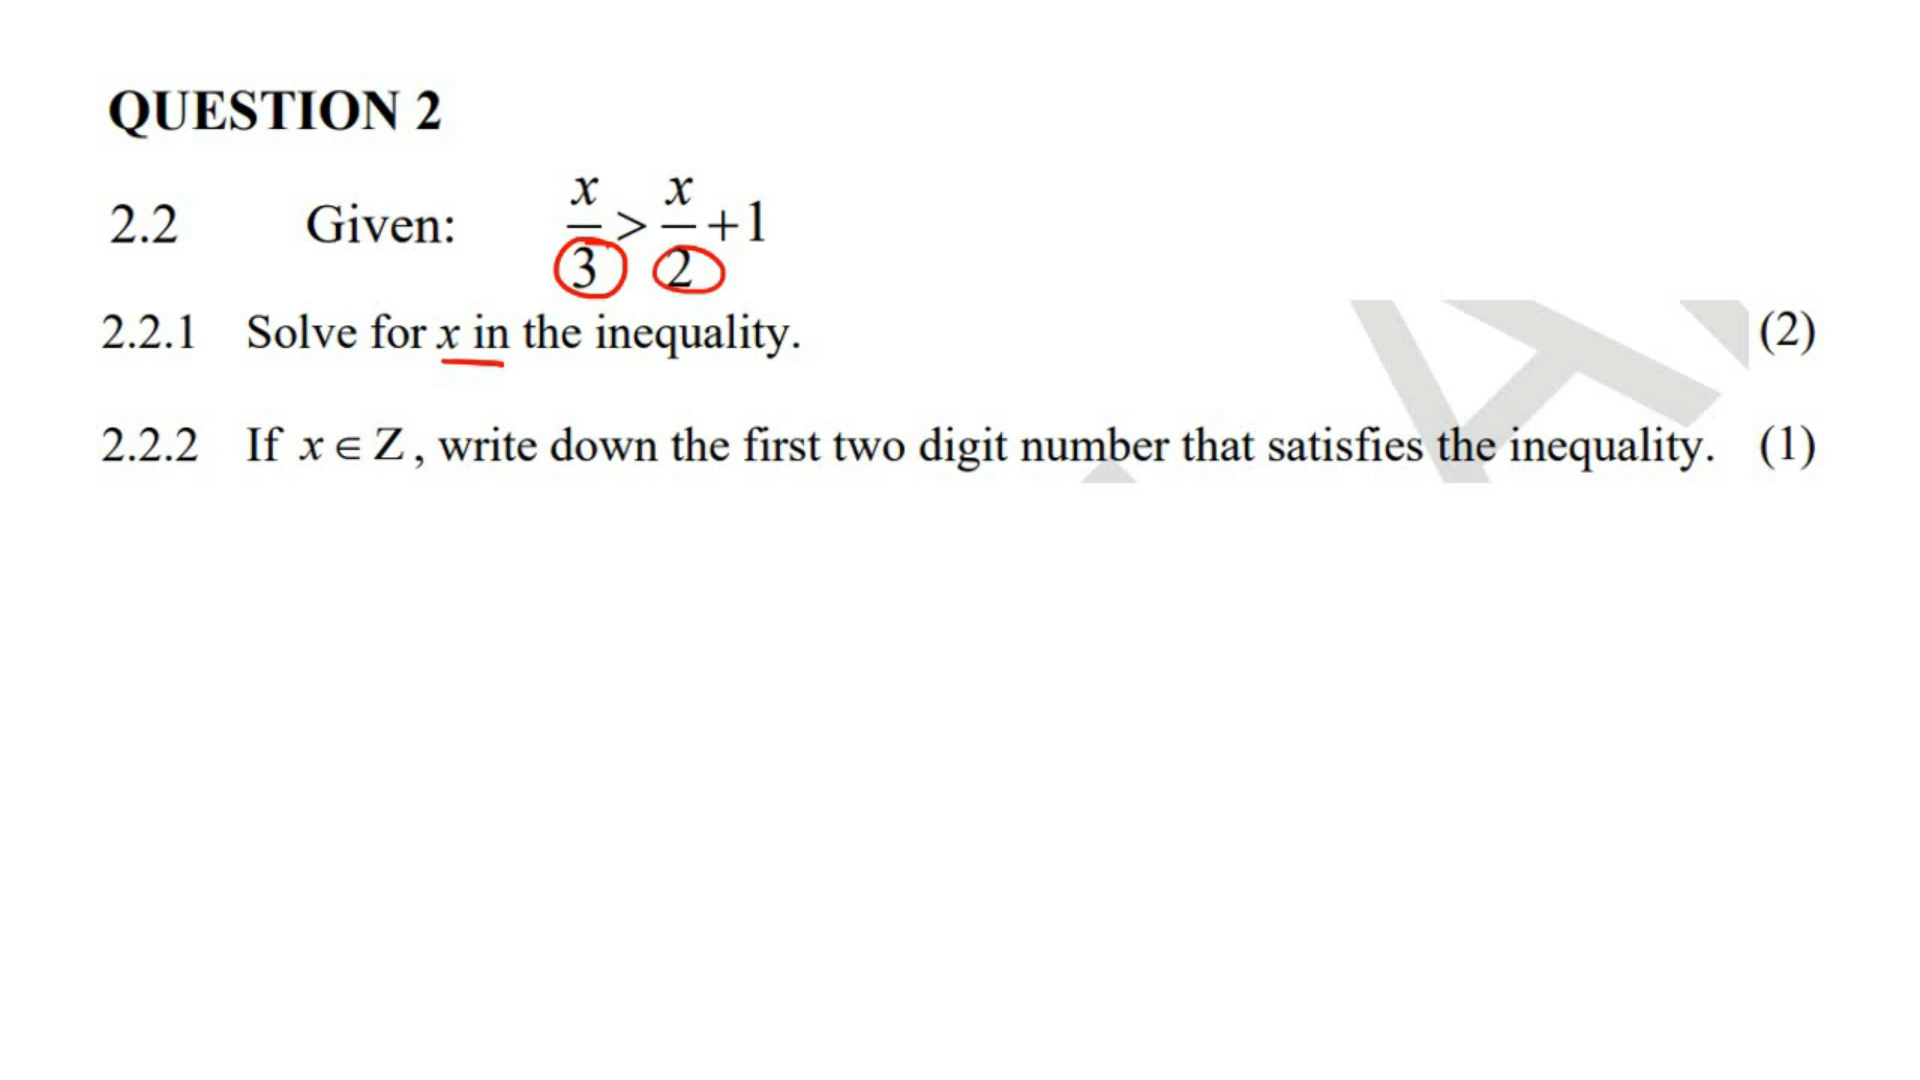 QUESTION 2
2.2 Given: x/3 > x/2 + 1
2.2.1 Solve for x in the inequality. (2)
2.2.2 If x ∈ Z, write down the first two digit number that satisfies the inequality. (1)